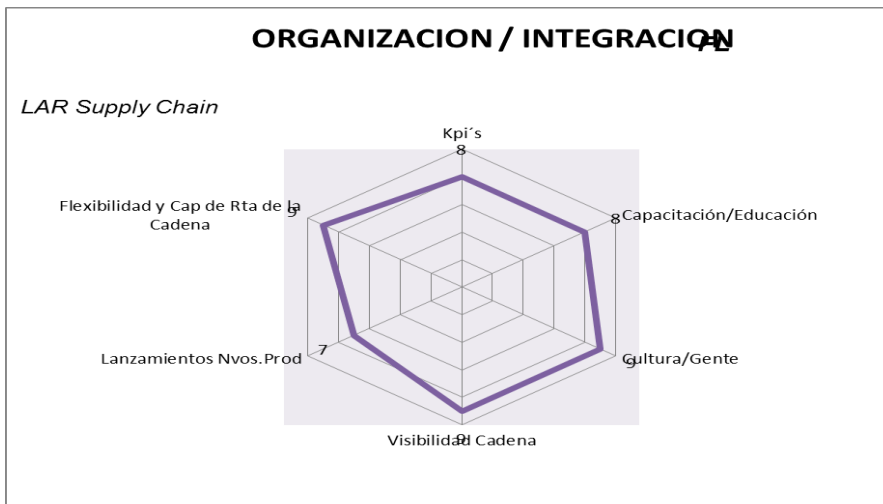 ORGANIZACION / INTEGRACION
LAR Supply Chain
Kpi´s
8
Flexibilidad y Cap de Rta de la
Cadena
9
8
Capacitación/Educación
Lanzamientos Nvos.Prod
7
Cultura/Gente
9
Visibilidad Cadena
9